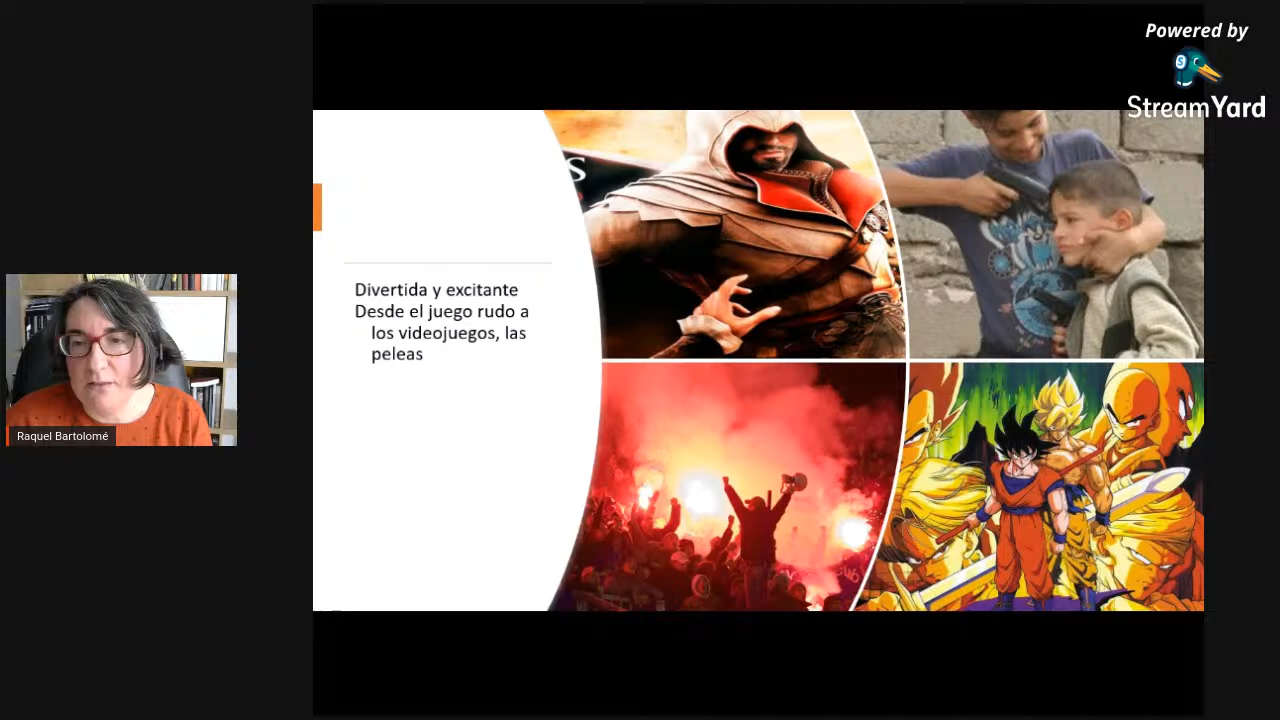 Powered by
StreamYard
Divertida y excitante
Desde el juego rudo a
los videojuegos, las
peleas
Raquel Bartolomé